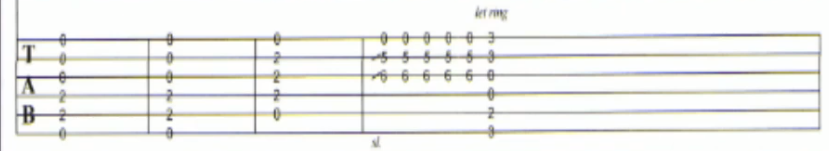 let ring
0 0 0 0 0 0 0 0 3
T 0 0 2 5 5 5 5 5 3
0 0 2 6 6 6 6 6 0
A 2 2 2 0
B 2 2 0 2
0 0 3
sl.